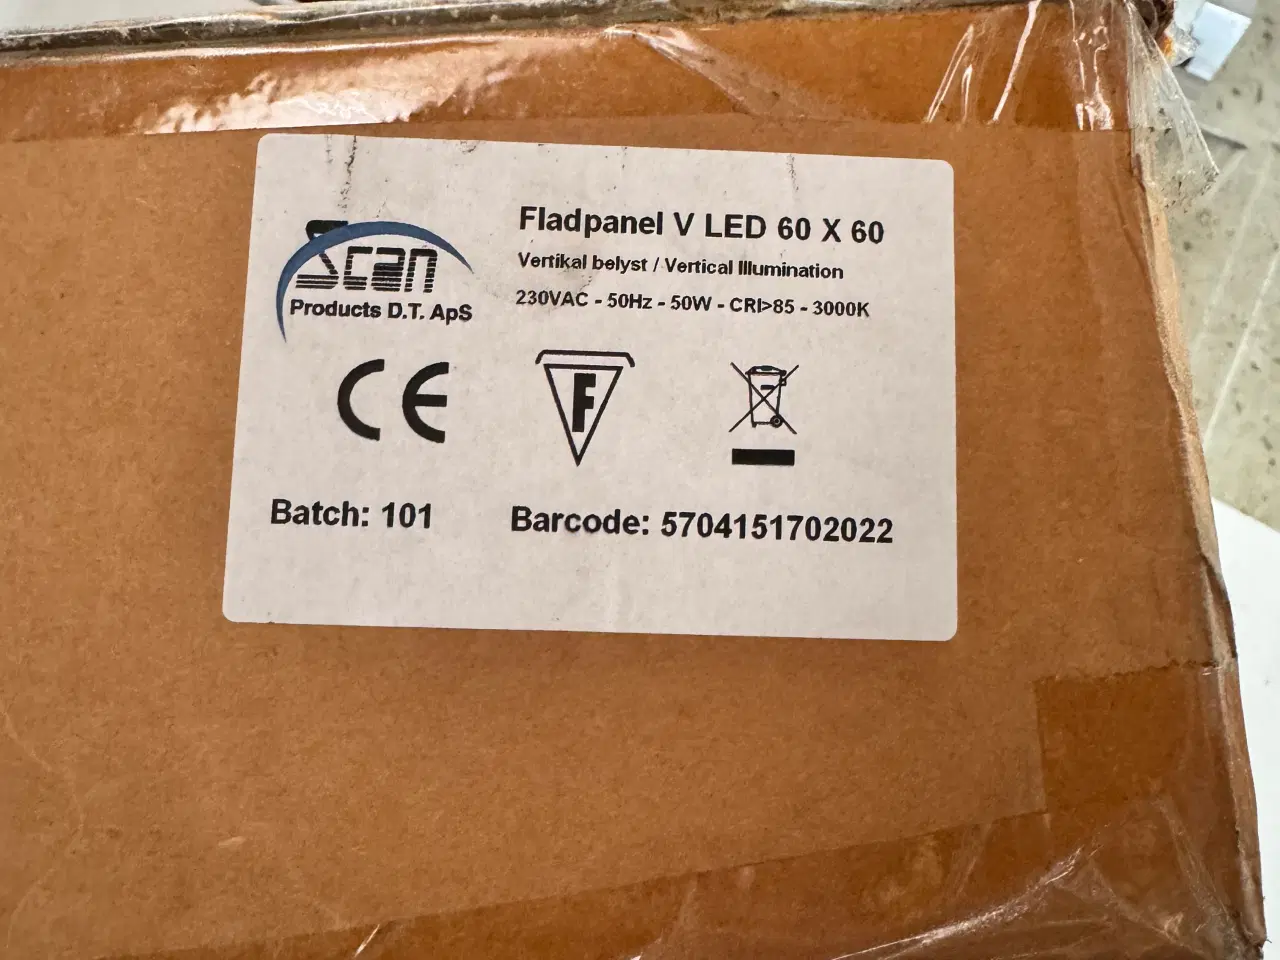 Scan
Products D.T. ApS
Fladpanel V LED 60 X 60
Vertikal belyst / Vertical Illumination
230VAC - 50Hz - 50W - CRI>85 - 3000K
CE
F
Batch: 101
Barcode: 5704151702022